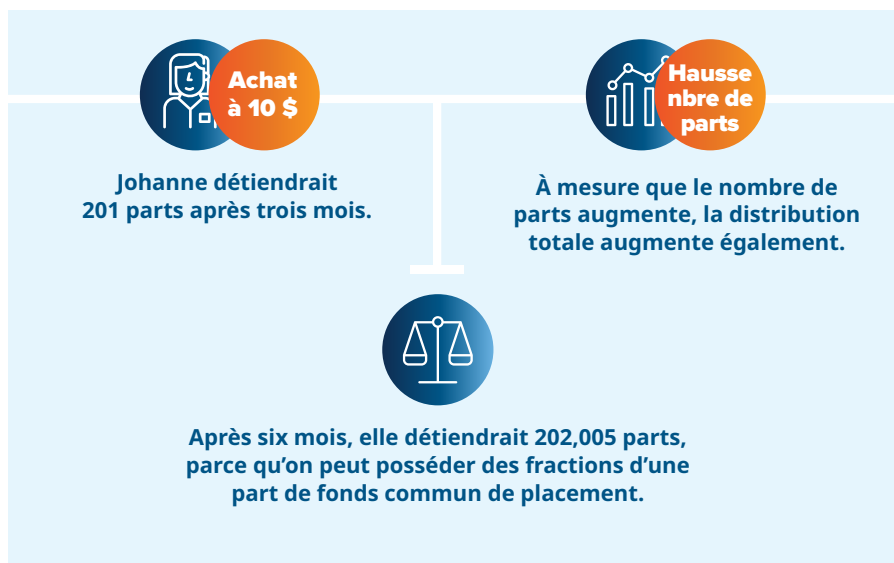 Achat
à 10 $
Johanne détiendrait
201 parts après trois mois.
Hausse
nbre de
parts
À mesure que le nombre de
parts augmente, la distribution
totale augmente également.
Après six mois, elle détiendrait 202,005 parts,
parce qu’on peut posséder des fractions d’une
part de fonds commun de placement.